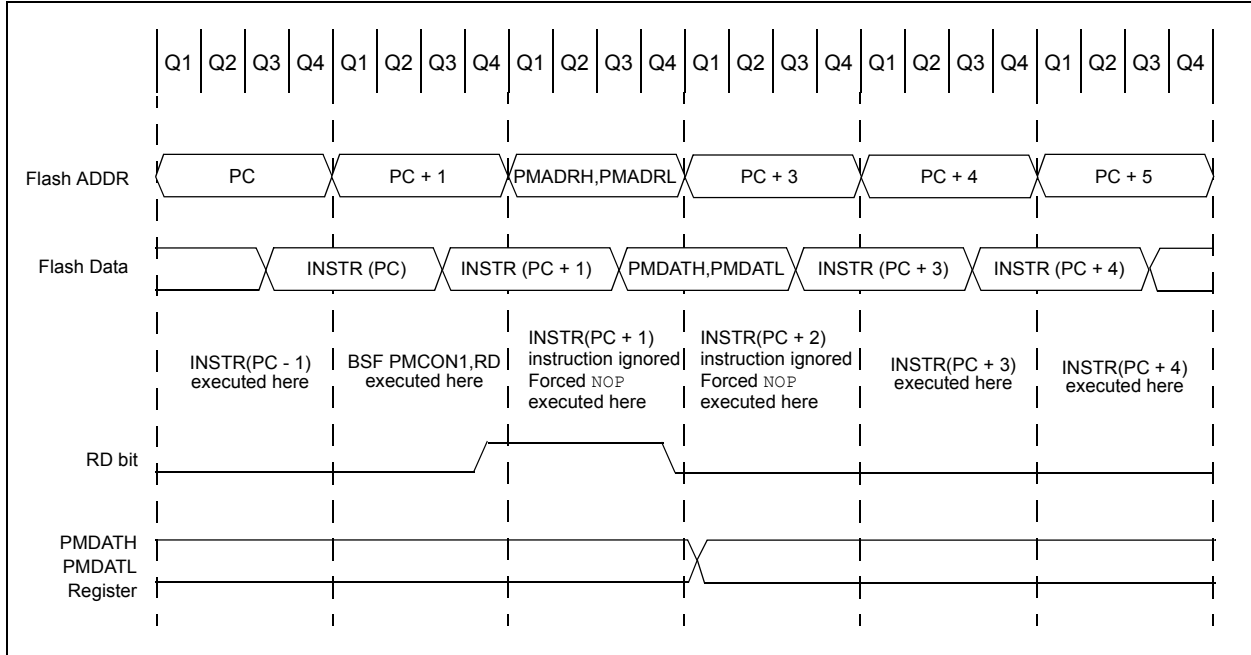 Q1 Q2 Q3 Q4 Q1 Q2 Q3 Q4 Q1 Q2 Q3 Q4 Q1 Q2 Q3 Q4 Q1 Q2 Q3 Q4 Q1 Q2 Q3 Q4
Flash ADDR PC PC + 1 PMADRH,PMADRL PC + 3 PC + 4 PC + 5
Flash Data INSTR (PC) INSTR (PC + 1) PMDATH,PMDATL INSTR (PC + 3) INSTR (PC + 4)
INSTR(PC - 1)
executed here
BSF PMCON1,RD
executed here
INSTR(PC + 1)
instruction ignored
Forced NOP
executed here
INSTR(PC + 2)
instruction ignored
Forced NOP
executed here
INSTR(PC + 3)
executed here
INSTR(PC + 4)
executed here
RD bit
PMDATH
PMDATL
Register